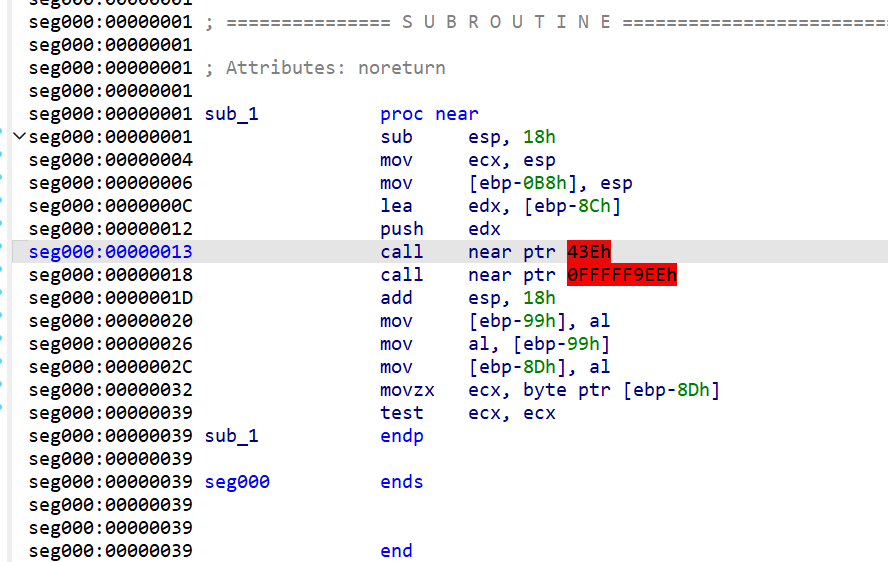 seg000:00000001
seg000:00000001 ; =============== S U B R O U T I N E =========================
seg000:00000001
seg000:00000001 ; Attributes: noreturn
seg000:00000001
seg000:00000001 sub_1 proc near
seg000:00000001 sub esp, 18h
seg000:00000004 mov ecx, esp
seg000:00000006 mov [ebp-0B8h], esp
seg000:0000000C lea edx, [ebp-8Ch]
seg000:00000012 push edx
seg000:00000013 call near ptr 43Eh
seg000:00000018 call near ptr 0FFFFF9EEh
seg000:0000001D add esp, 18h
seg000:00000020 mov [ebp-99h], al
seg000:00000026 mov al, [ebp-99h]
seg000:0000002C mov [ebp-8Dh], al
seg000:00000032 movzx ecx, byte ptr [ebp-8Dh]
seg000:00000039 test ecx, ecx
seg000:00000039 sub_1 endp
seg000:00000039
seg000:00000039 seg000 ends
seg000:00000039
seg000:00000039
seg000:00000039 end